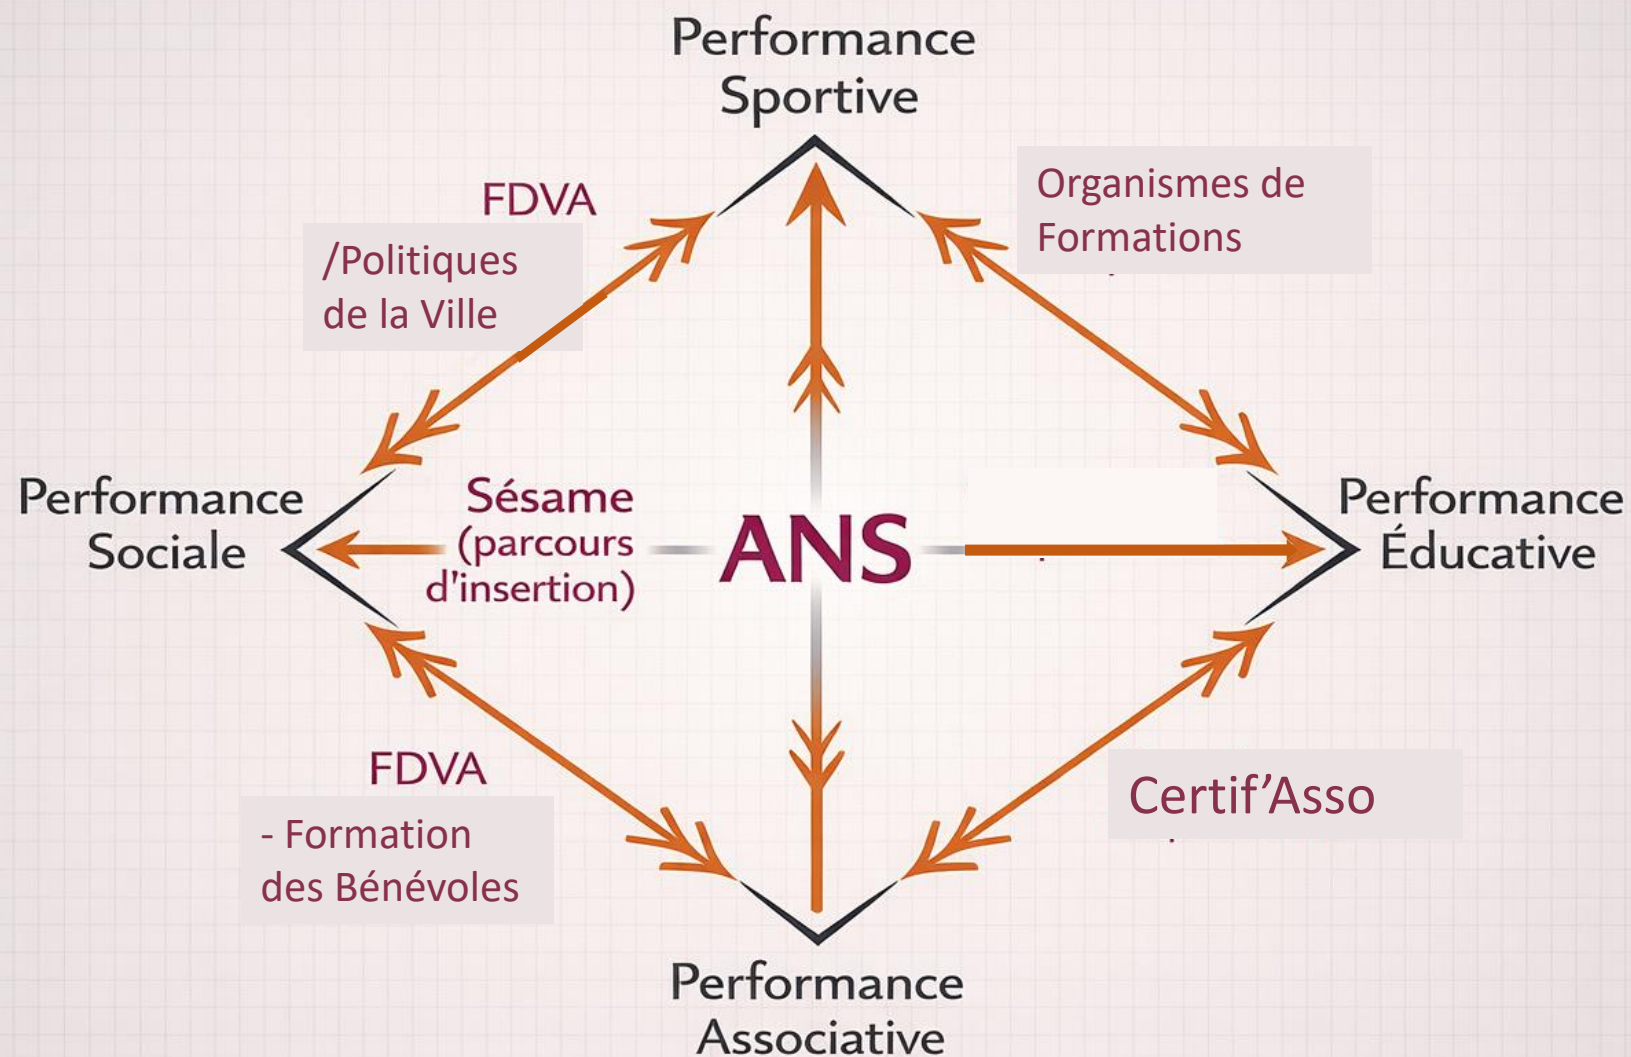 Performance
Sportive
FDVA
/Politiques
de la Ville
Organismes de
Formations
Performance
Sociale
Sésame
(parcours
d'insertion)
ANS
Performance
Éducative
FDVA
- Formation
des Bénévoles
Certif’Asso
Performance
Associative